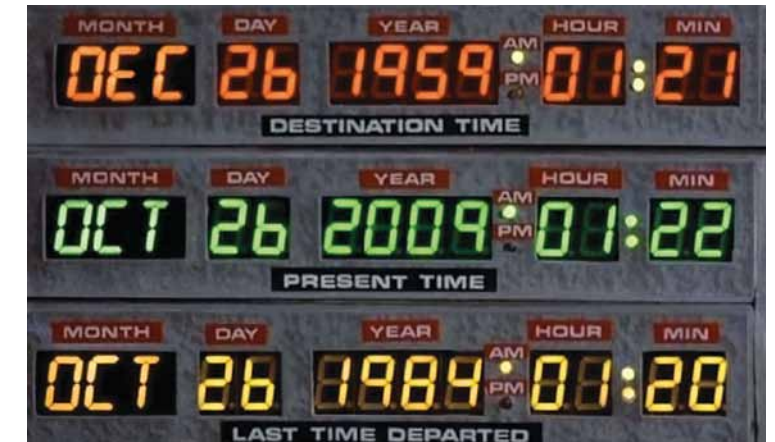 MONTH DAY YEAR HOUR MIN
AM
DEC 26 1959 01:21
PM
DESTINATION TIME
MONTH DAY YEAR HOUR MIN
AM
OCT 26 2009 01:22
PM
PRESENT TIME
MONTH DAY YEAR HOUR MIN
AM
OCT 26 1984 01:20
PM
LAST TIME DEPARTED